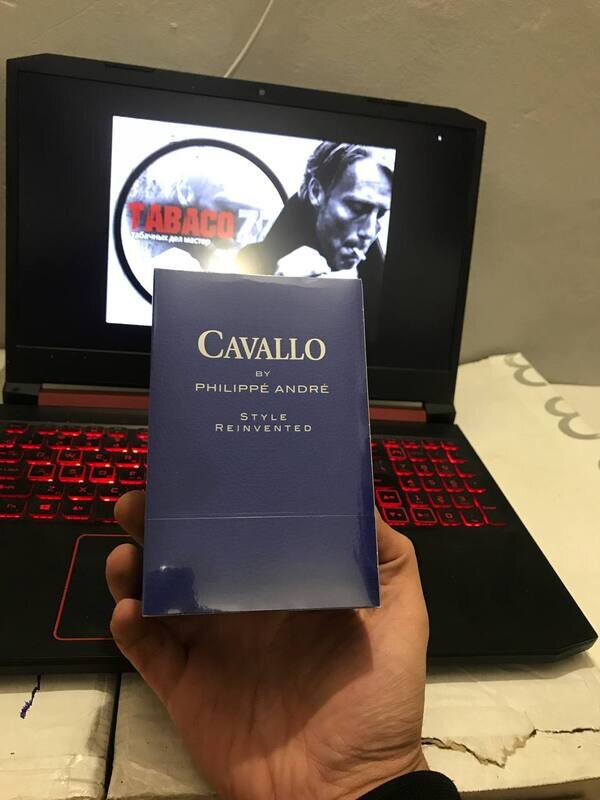 TABACO
табачных дел мастер
CAVALLO
BY
PHILIPPÉ ANDRÉ
STYLE
REINVENTED